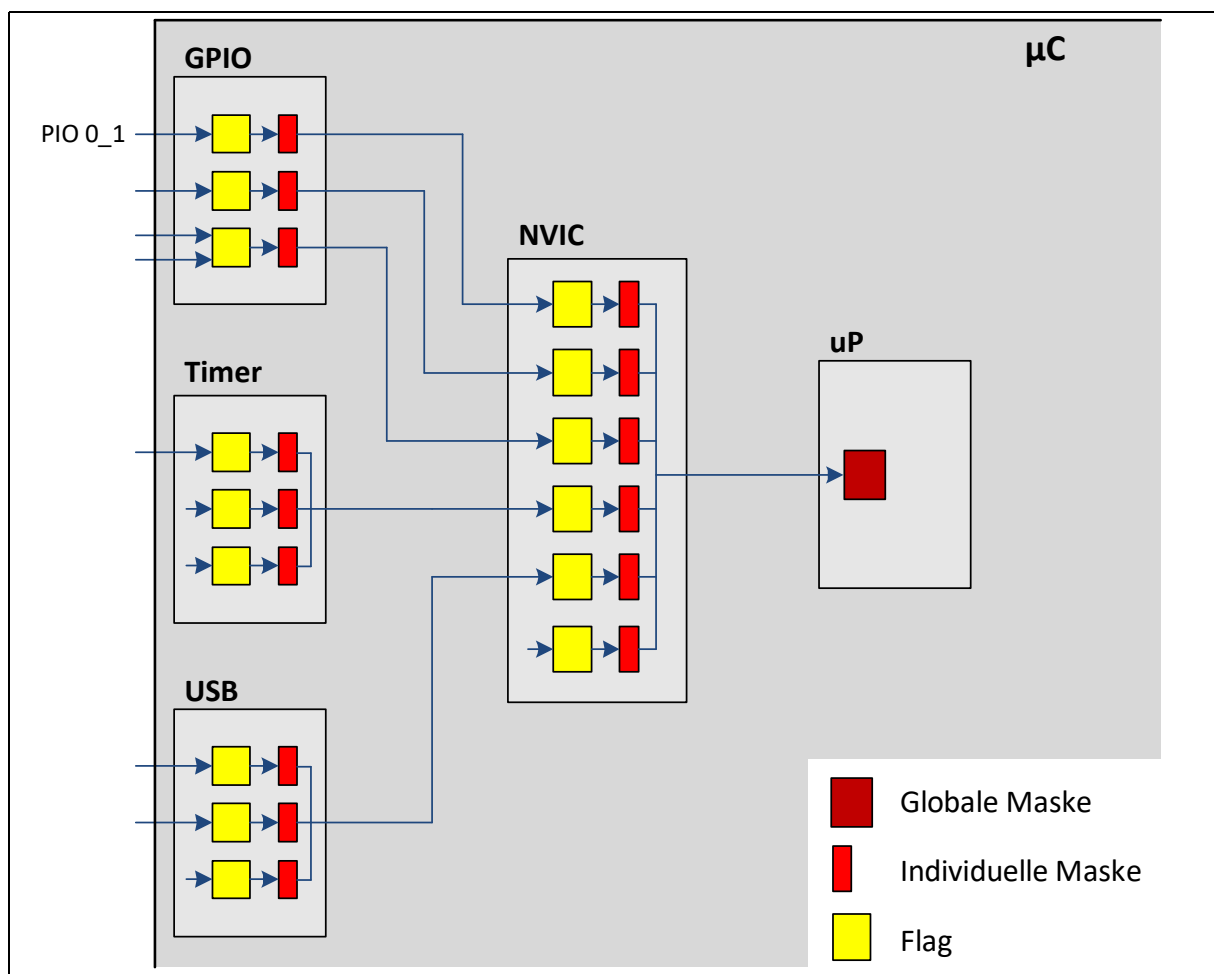 µC
GPIO
PIO 0_1
NVIC
uP
Timer
USB
Globale Maske
Individuelle Maske
Flag